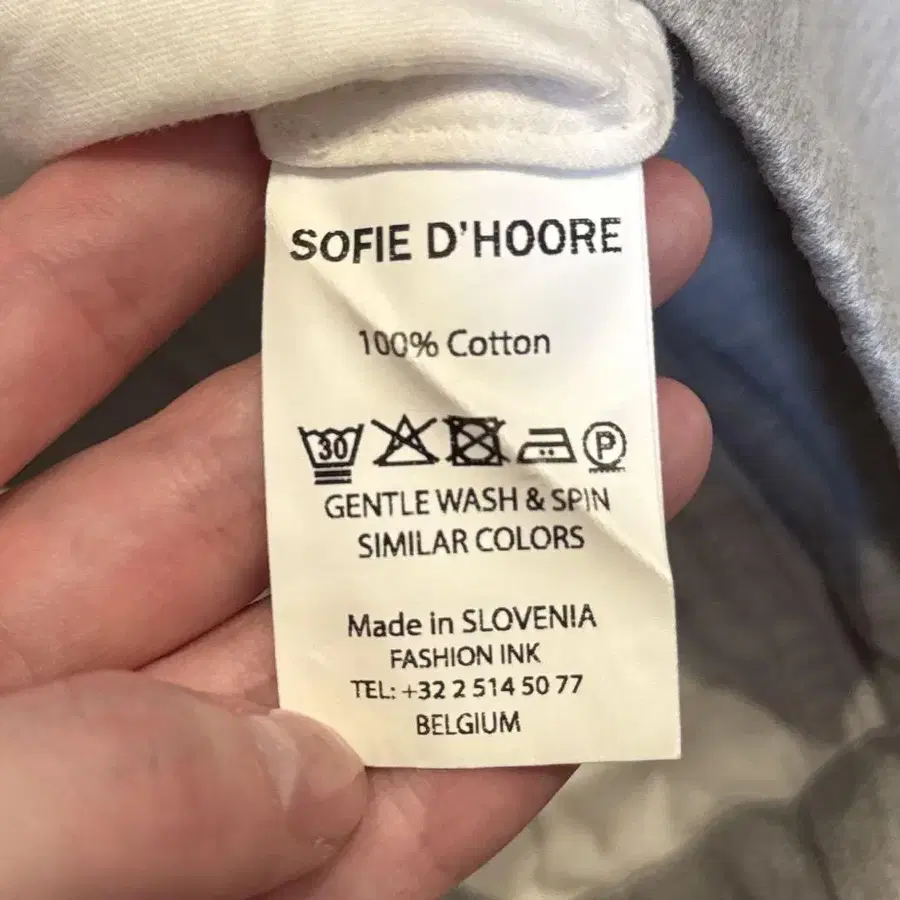 SOFIE D'HOORE
100% Cotton
30 P
GENTLE WASH & SPIN
SIMILAR COLORS
Made in SLOVENIA
FASHION INK
TEL: +32 2 514 50 77
BELGIUM